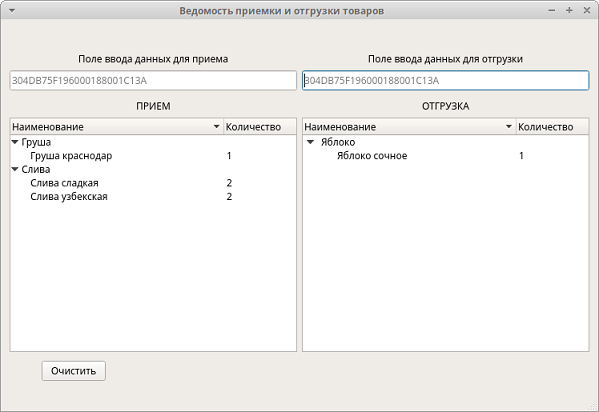 Ведомость приемки и отгрузки товаров
Поле ввода данных для приема
Поле ввода данных для отгрузки
304DB75F196000188001C13A
304DB75F196000188001C13A
ПРИЕМ
ОТГРУЗКА
Наименование Количество
Груша
Груша краснодар 1
Слива
Слива сладкая 2
Слива узбекская 2
Наименование Количество
Яблоко
Яблоко сочное 1
Очистить